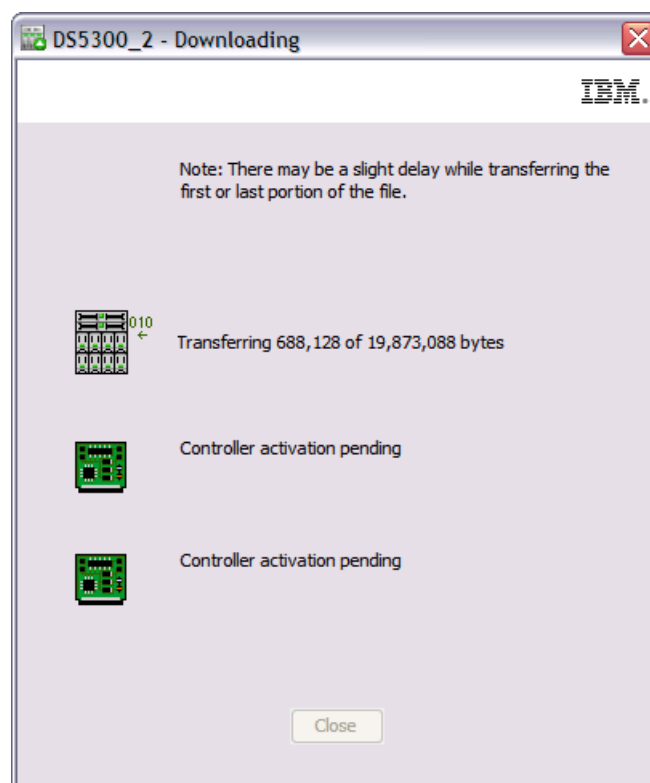 DS5300_2 - Downloading
IBM.
Note: There may be a slight delay while transferring the
first or last portion of the file.
010
Transferring 688,128 of 19,873,088 bytes
Controller activation pending
Controller activation pending
Close